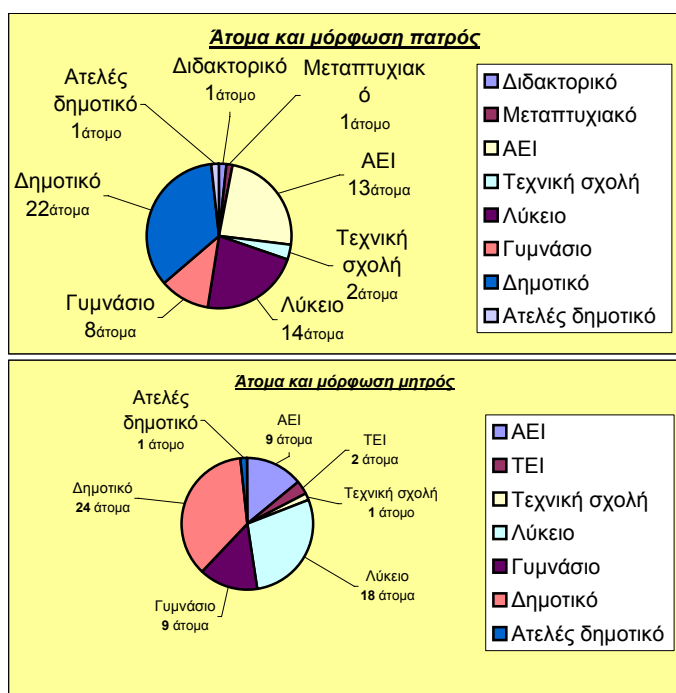 Άτομα και μόρφωση πατρός
Ατελές
δημοτικό
1άτομο
Διδακτορικό
1άτομο
Μεταπτυχιακ
ό
1άτομο
ΑΕΙ
13άτομα
Τεχνική
σχολή
2άτομα
Λύκειο
14άτομα
Γυμνάσιο
8άτομα
Δημοτικό
22άτομα
Διδακτορικό
Μεταπτυχιακό
ΑΕΙ
Τεχνική σχολή
Λύκειο
Γυμνάσιο
Δημοτικό
Ατελές δημοτικό
Άτομα και μόρφωση μητρός
Ατελές
δημοτικό
1 άτομο
ΑΕΙ
9 άτομα
ΤΕΙ
2 άτομα
Τεχνική σχολή
1 άτομο
Λύκειο
18 άτομα
Γυμνάσιο
9 άτομα
Δημοτικό
24 άτομα
ΑΕΙ
ΤΕΙ
Τεχνική σχολή
Λύκειο
Γυμνάσιο
Δημοτικό
Ατελές δημοτικό